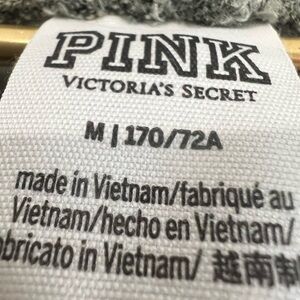 PINK
VICTORIA'S SECRET
M | 170/72A
made in Vietnam/fabriqué au
Vietnam/hecho en Vietnam/
bricato in Vietnam/ 越南制